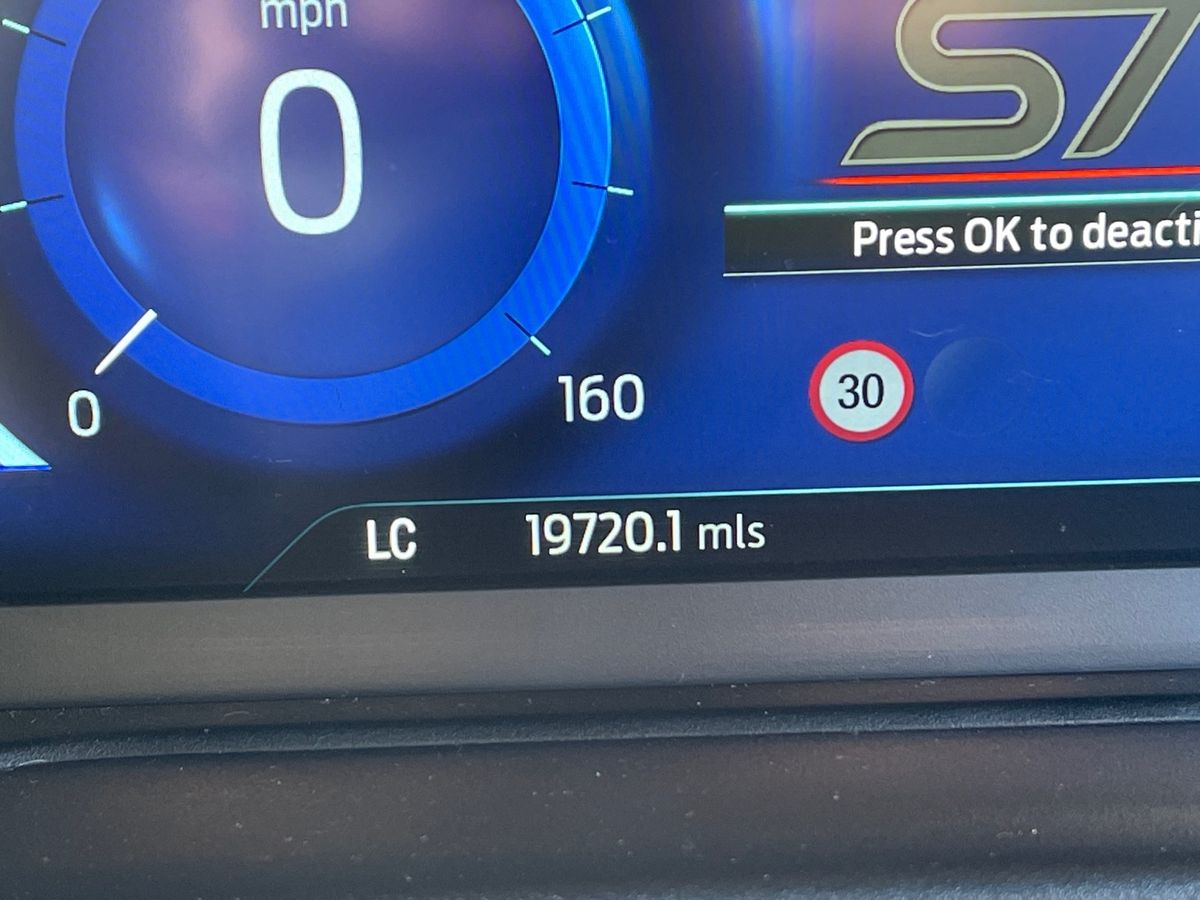 mph
0
ST
Press OK to deacti
0
160
30
LC 19720.1 mls